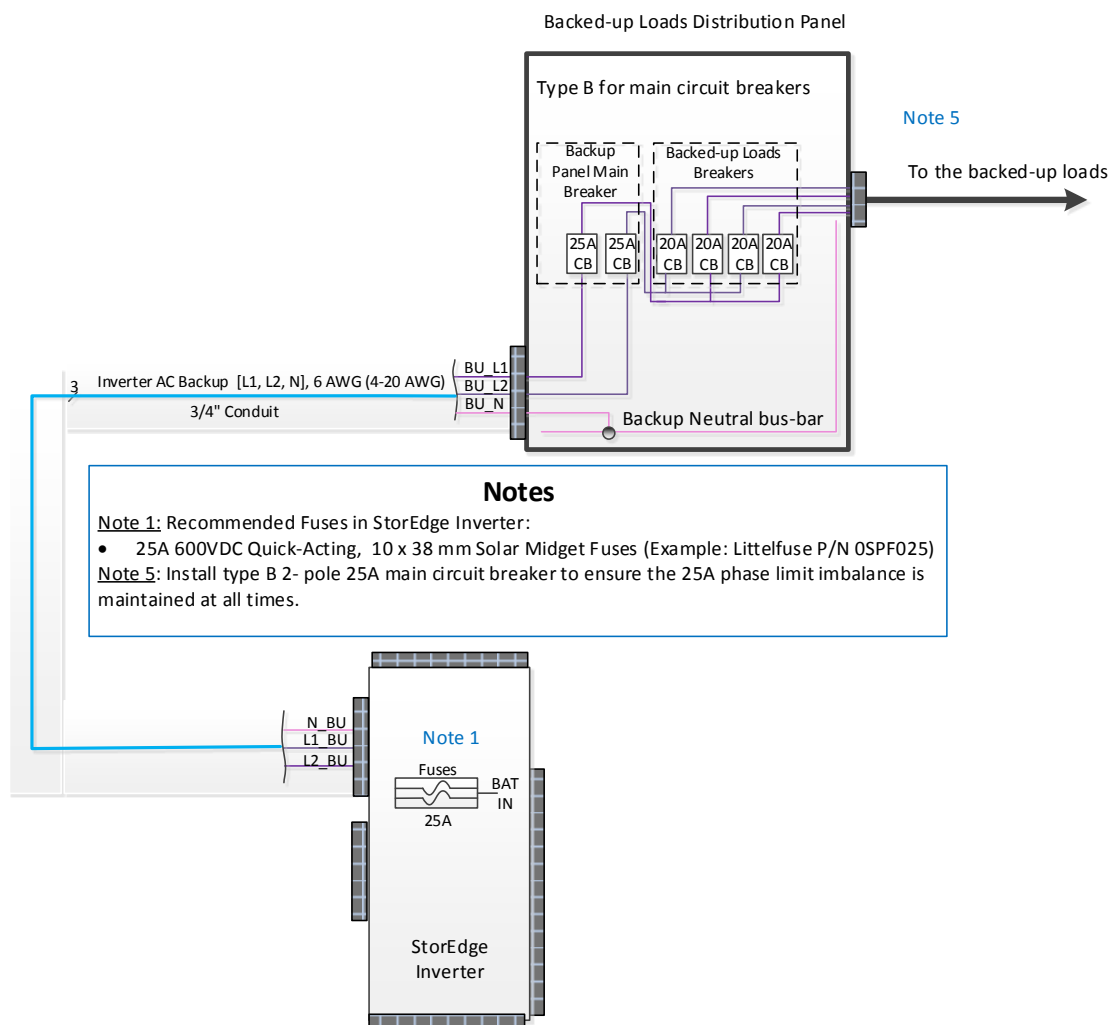 Backed-up Loads Distribution Panel
Type B for main circuit breakers
Note 5
To the backed-up loads
Backup
Panel Main
Breaker
Backed-up Loads
Breakers
25A
CB
25A
CB
20A
CB
20A
CB
20A
CB
20A
CB
BU_L1
BU_L2
BU_N
3
Inverter AC Backup [L1, L2, N], 6 AWG (4-20 AWG)
3/4" Conduit
Backup Neutral bus-bar
Notes
Note 1: Recommended Fuses in StorEdge Inverter:
• 25A 600VDC Quick-Acting, 10 x 38 mm Solar Midget Fuses (Example: Littelfuse P/N 0SPF025)
Note 5: Install type B 2- pole 25A main circuit breaker to ensure the 25A phase limit imbalance is
maintained at all times.
N_BU
L1_BU
L2_BU
Note 1
Fuses
25A
BAT
IN
StorEdge
Inverter